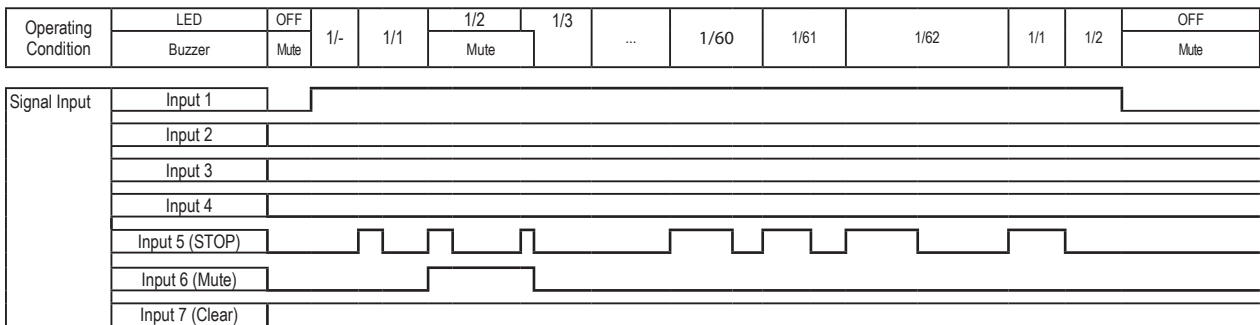 Operating Condition LED OFF 1/- 1/1 1/2 1/3 ... 1/60 1/61 1/62 1/1 1/2 OFF
Buzzer Mute Mute Mute
Signal Input Input 1
Input 2
Input 3
Input 4
Input 5 (STOP)
Input 6 (Mute)
Input 7 (Clear)